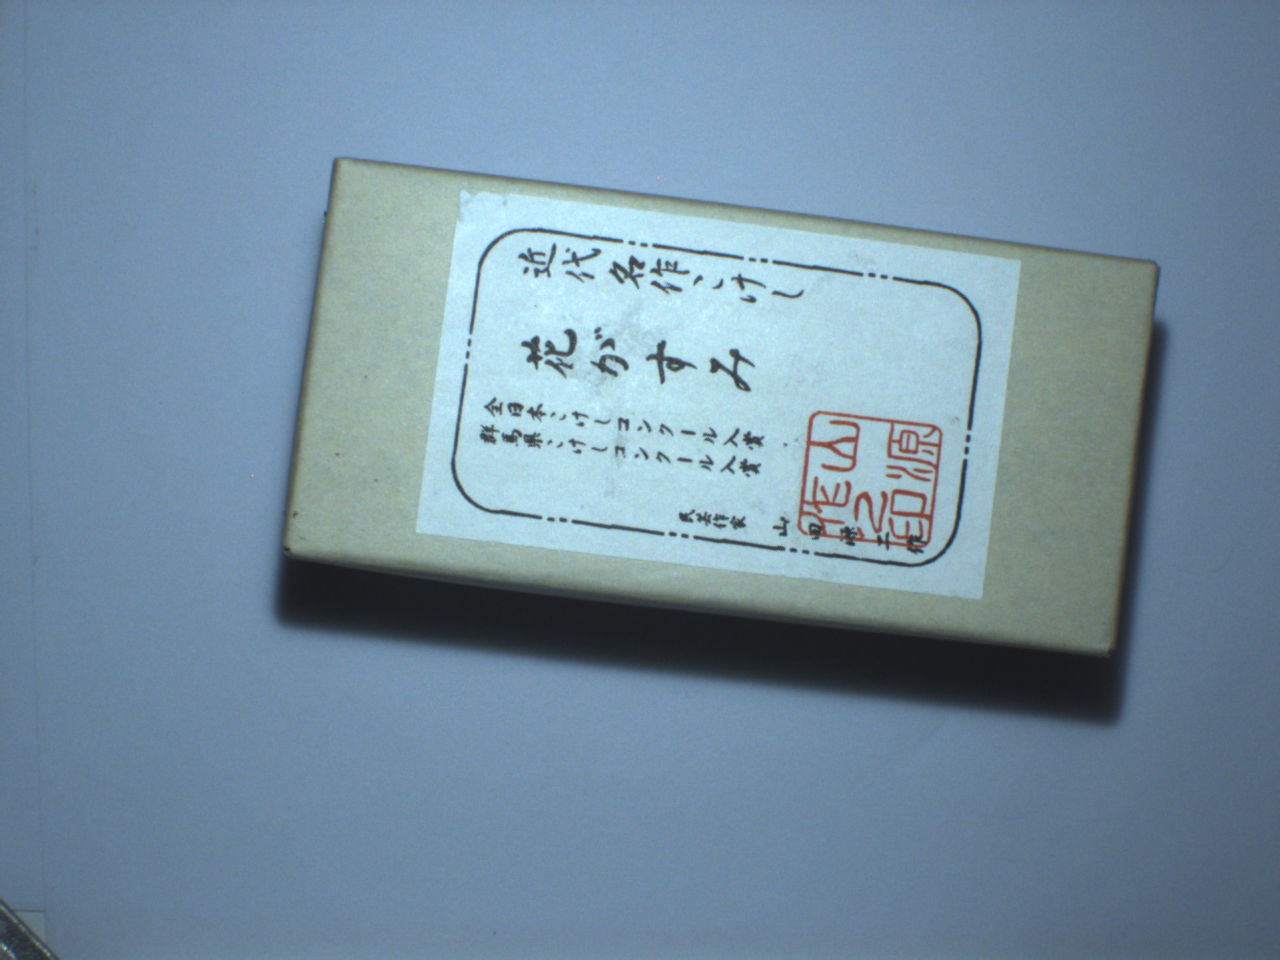 近代名作こけし
花がすみ
全日本こけしコンクール入賞
群馬県こけしコンクール入賞
民芸作家 山田源二作
源印
山之作